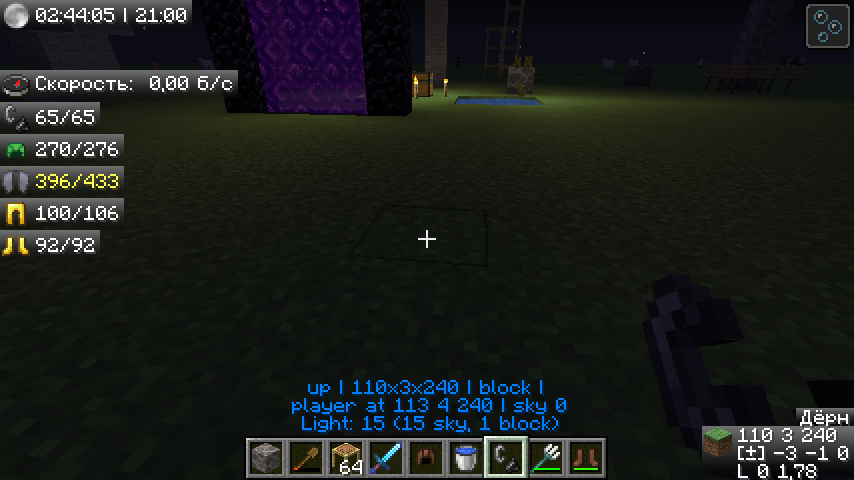 02:44:05 | 21:00
Скорость: 0,00 б/с
65/65
270/276
396/433
100/106
92/92
up | 110x3x240 | block |
player at 113 4 240 | sky 0
Light: 15 (15 sky, 1 block)
64
Дёрн
110 3 240
[±] -3 -1 0
L 0 1,78